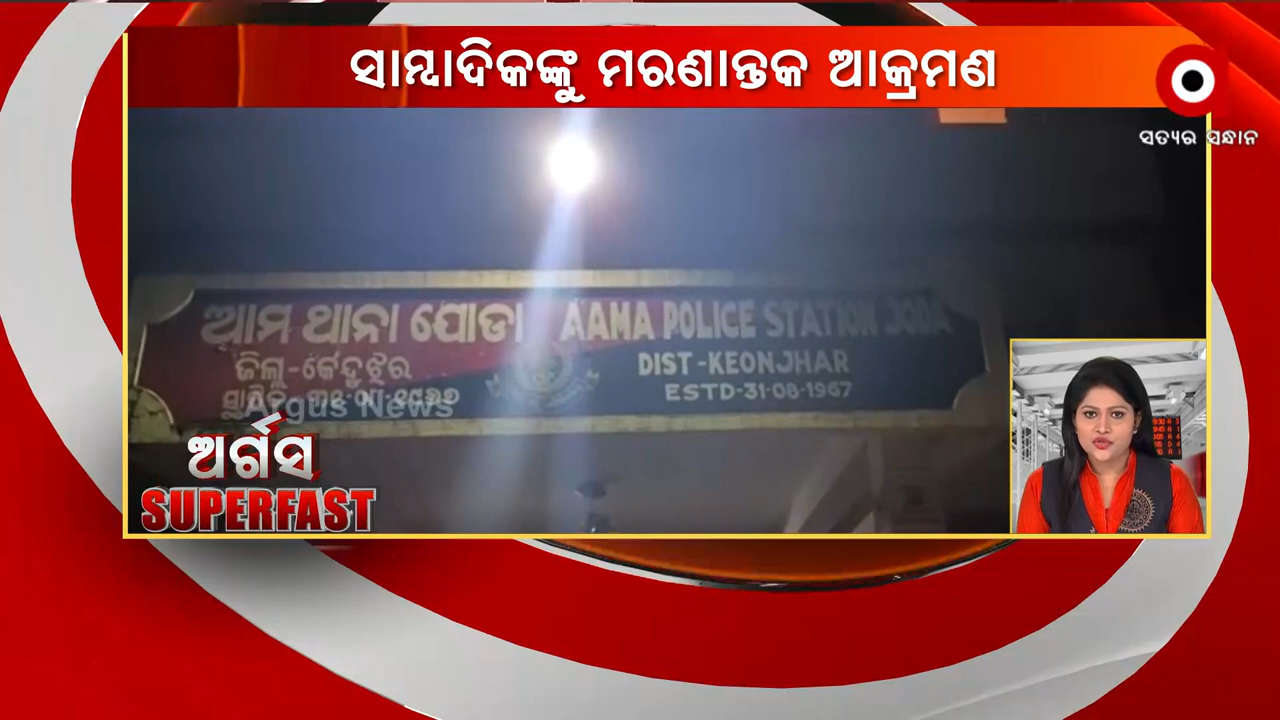 ସାମ୍ବାଦିକଙ୍କୁ ମରଣାନ୍ତକ ଆକ୍ରମଣ
ସତ୍ୟର ସନ୍ଧାନ
ଆମ ଥାନା ଯୋଡା AAMA POLICE STATION JODA
ଜିଲ୍ଲା-କେନ୍ଦୁଝର DIST-KEONJHAR
ESTD-31-08-1967
Argus News
ଅର୍ଗସ
SUPERFAST